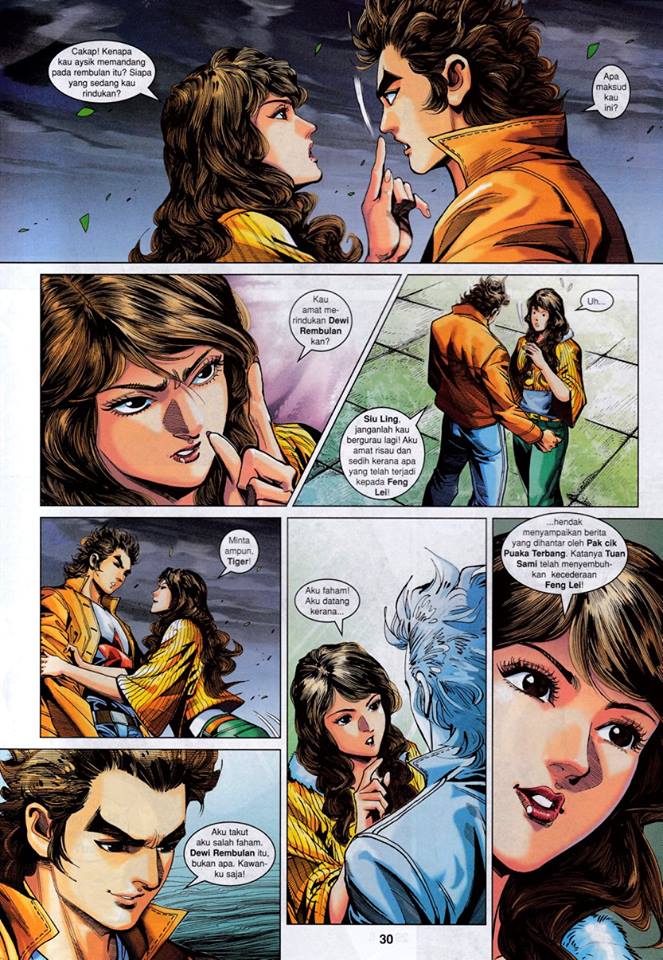 Cakap! Kenapa
kau aysik memandang
pada rembulan itu? Siapa
yang sedang kau
rindukan?
Apa
maksud
kau
ini?
Kau
amat me-
rindukan Dewi
Rembulan
kan?
Uh...
Siu Ling,
janganlah kau
bergurau lagi! Aku
amat risau dan
sedih kerana apa
yang telah terjadi
kepada Feng
Lei!
Minta
ampun,
Tiger!
Aku faham!
Aku datang
kerana...
...hendak
menyampaikan berita
yang dihantar oleh Pak cik
Puaka Terbang. Katanya Tuan
Sami telah menyembuh-
kan kecederaan
Feng Lei!
Aku takut
aku salah faham.
Dewi Rembulan itu,
bukan apa. Kawan-
ku saja!
30